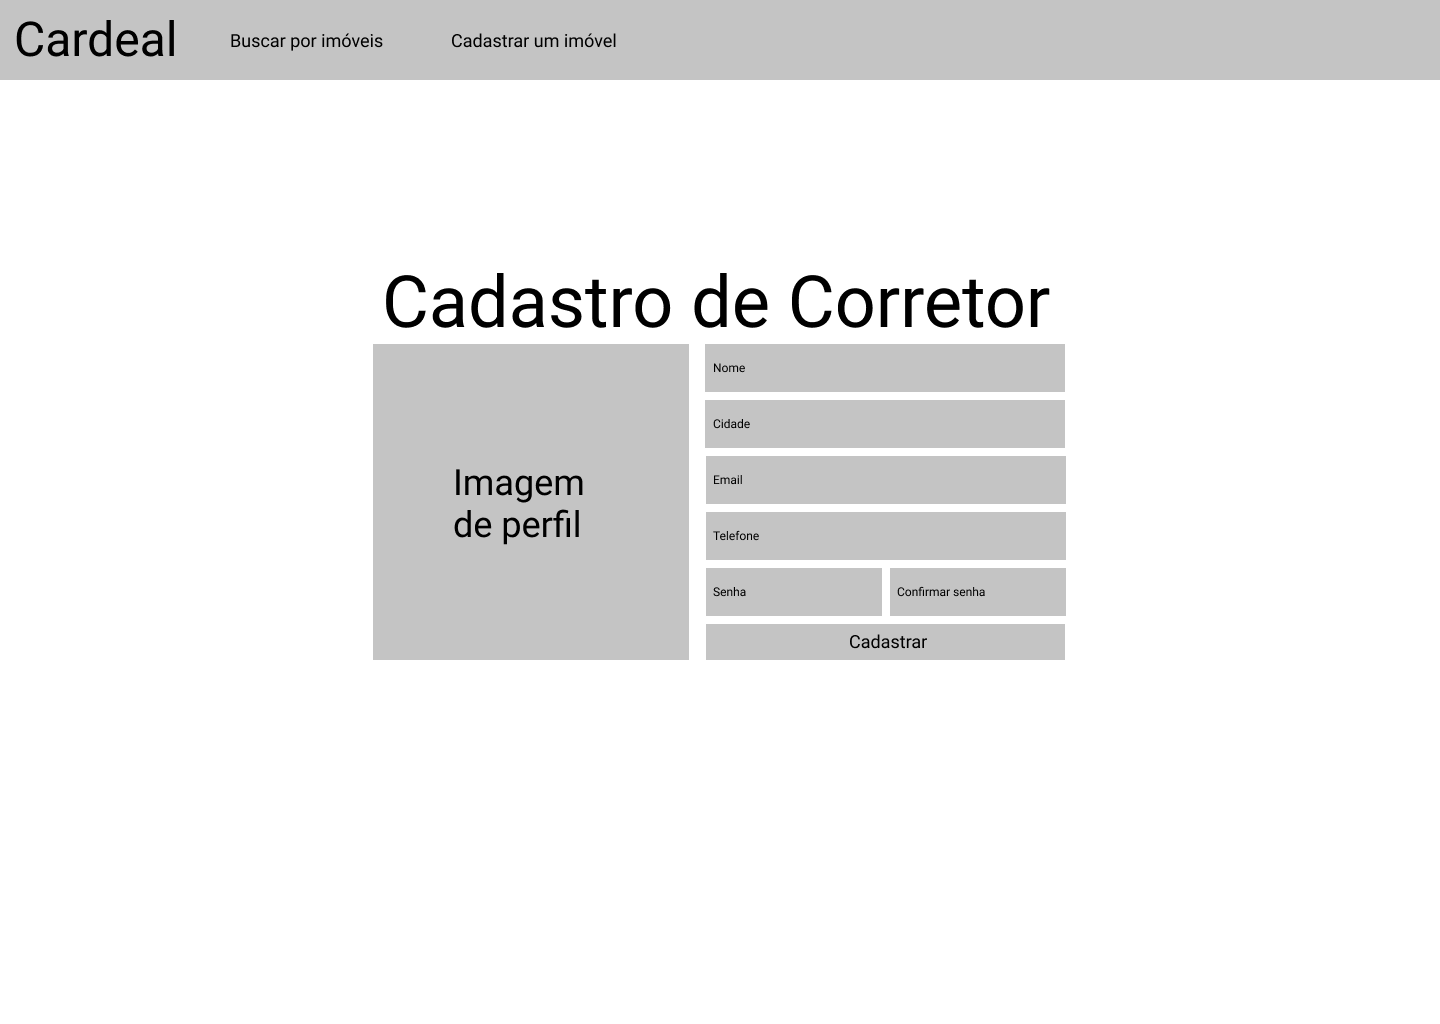 Cardeal
Buscar por imóveis
Cadastrar um imóvel
Cadastro de Corretor
Imagem
de perfil
Nome
Cidade
Email
Telefone
Senha
Confirmar senha
Cadastrar